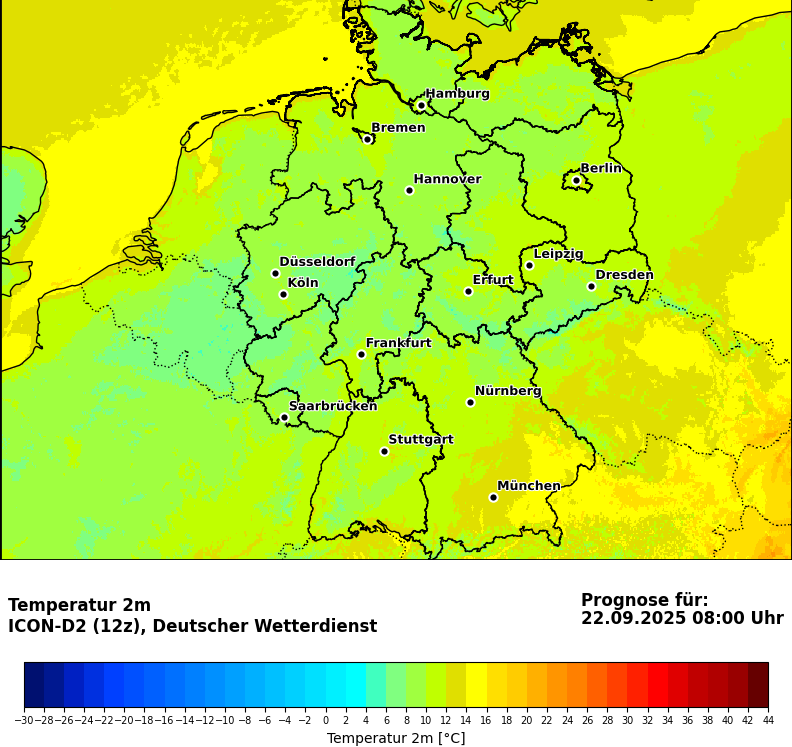 Hamburg
Bremen
Berlin
Hannover
Leipzig
Düsseldorf
Dresden
Köln
Erfurt
Frankfurt
Nürnberg
Saarbrücken
Stuttgart
München
Temperatur 2m
ICON-D2 (12z), Deutscher Wetterdienst
Prognose für:
22.09.2025 08:00 Uhr
−30 −28 −26 −24 −22 −20 −18 −16 −14 −12 −10 −8 −6 −4 −2 0 2 4 6 8 10 12 14 16 18 20 22 24 26 28 30 32 34 36 38 40 42 44
Temperatur 2m [°C]